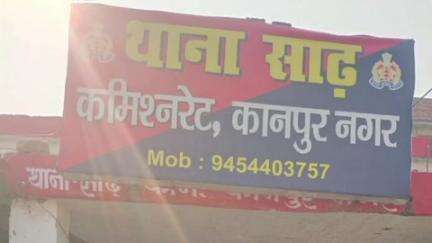 थाना साढ़
कमिश्नरेट, कानपुर नगर
Mob : 9454403757
थाना साढ़